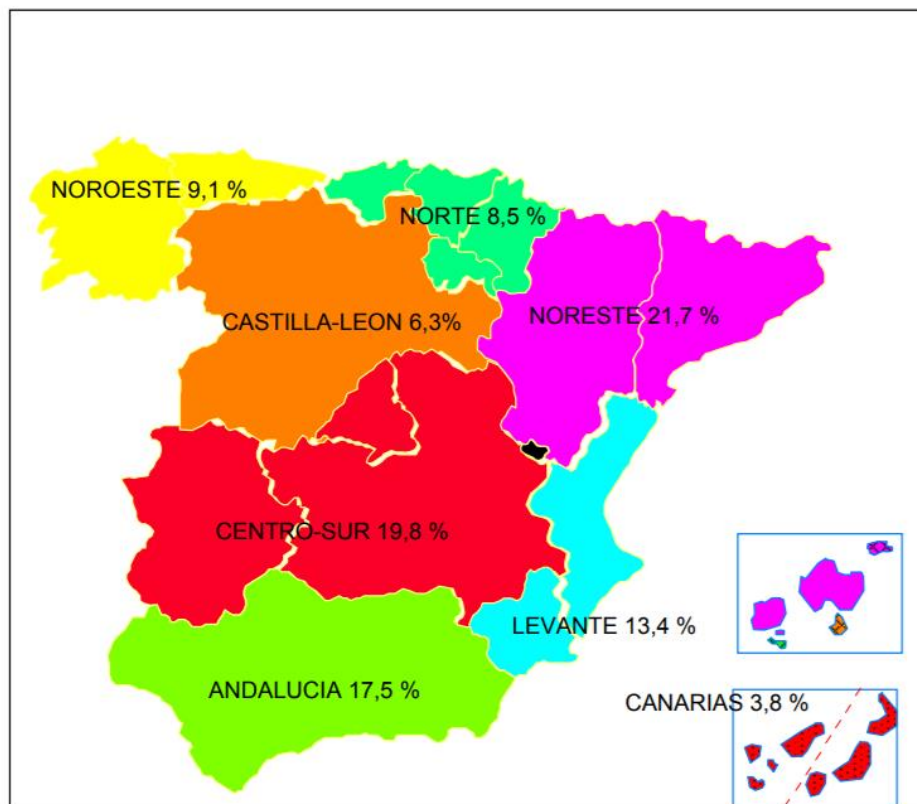 NOROESTE 9,1 %
NORTE 8,5 %
CASTILLA-LEON 6,3%
NORESTE 21,7 %
CENTRO-SUR 19,8 %
LEVANTE 13,4 %
ANDALUCIA 17,5 %
CANARIAS 3,8 %